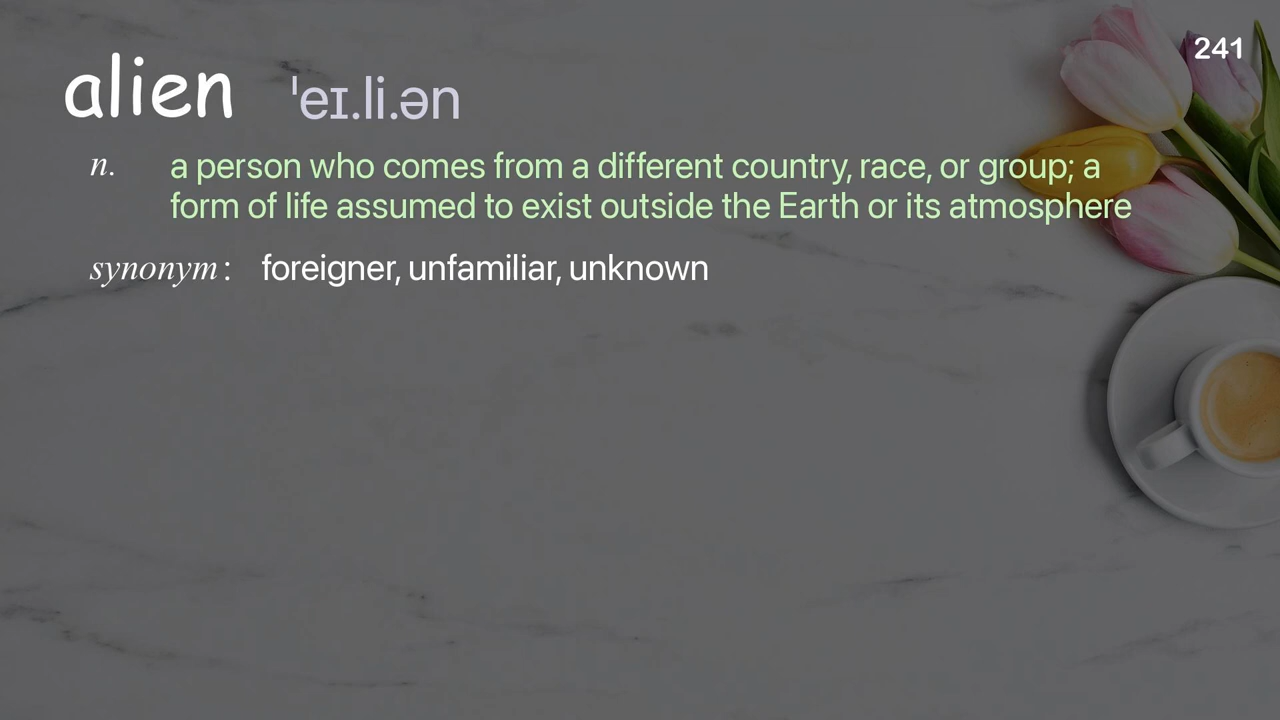 241
alien ˈeɪ.li.ən
n. a person who comes from a different country, race, or group; a
form of life assumed to exist outside the Earth or its atmosphere
synonym: foreigner, unfamiliar, unknown